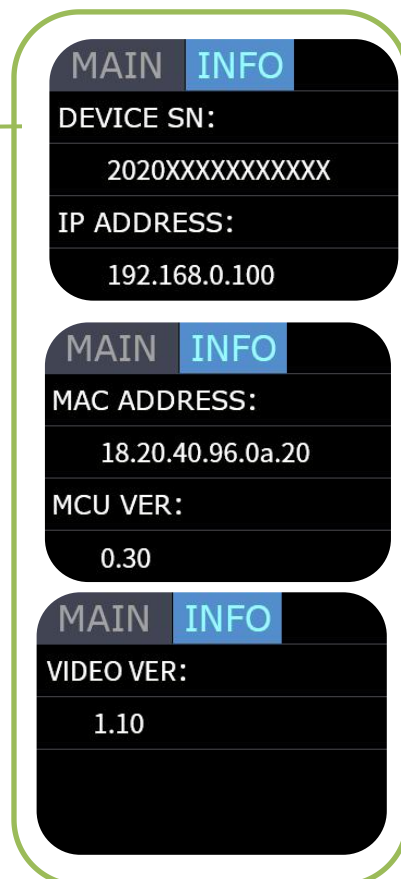 MAIN INFO
DEVICE SN:
2020XXXXXXXXXXX
IP ADDRESS:
192.168.0.100
MAIN INFO
MAC ADDRESS:
18.20.40.96.0a.20
MCU VER:
0.30
MAIN INFO
VIDEO VER:
1.10